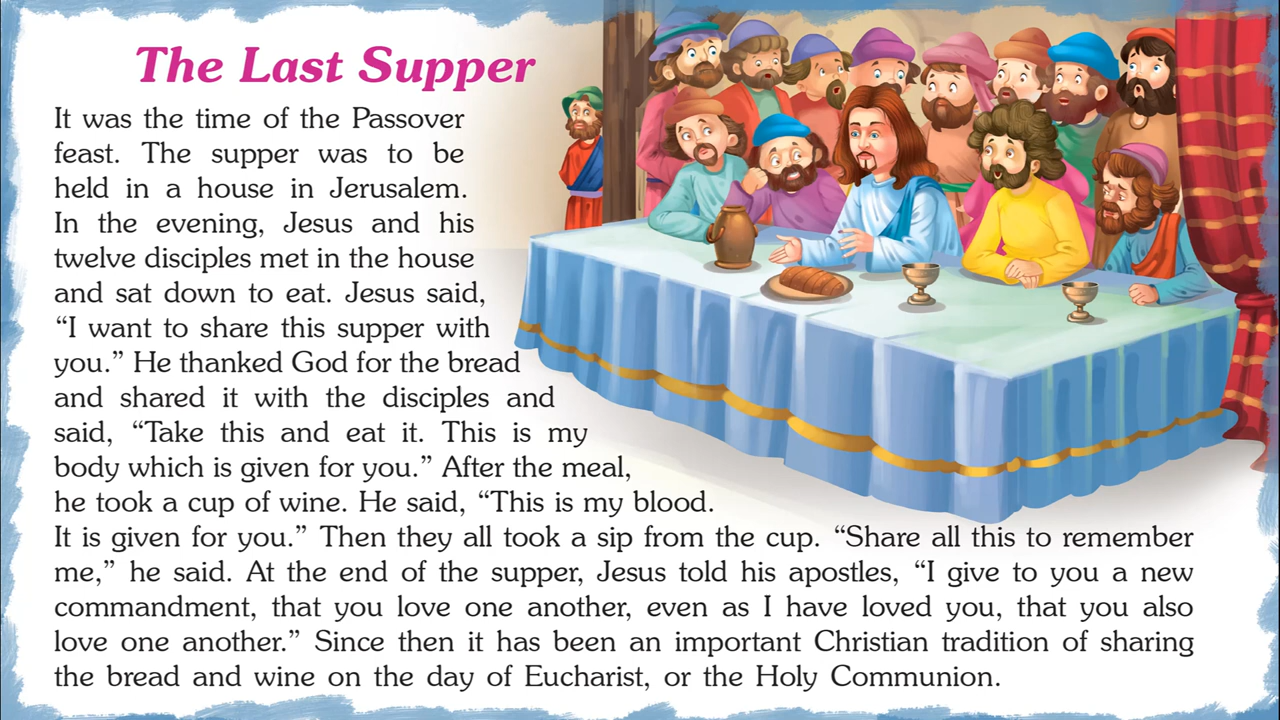 The Last Supper
It was the time of the Passover
feast. The supper was to be
held in a house in Jerusalem.
In the evening, Jesus and his
twelve disciples met in the house
and sat down to eat. Jesus said,
“I want to share this supper with
you.” He thanked God for the bread
and shared it with the disciples and
said, “Take this and eat it. This is my
body which is given for you.” After the meal,
he took a cup of wine. He said, “This is my blood.
It is given for you.” Then they all took a sip from the cup. “Share all this to remember
me,” he said. At the end of the supper, Jesus told his apostles, “I give to you a new
commandment, that you love one another, even as I have loved you, that you also
love one another.” Since then it has been an important Christian tradition of sharing
the bread and wine on the day of Eucharist, or the Holy Communion.